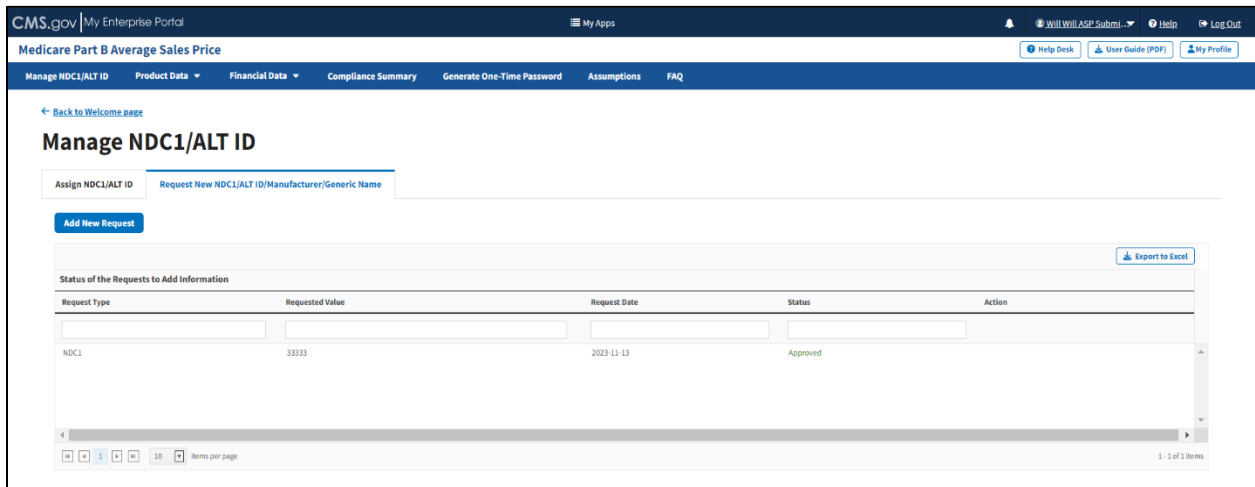 CMS.gov My Enterprise Portal My Apps Will Will ASP Submi... Help Log Out
Medicare Part B Average Sales Price Help Desk User Guide (PDF) My Profile
Manage NDC1/ALT ID Product Data Financial Data Compliance Summary Generate One-Time Password Assumptions FAQ
Back to Welcome page
Manage NDC1/ALT ID
Assign NDC1/ALT ID Request New NDC1/ALT ID/Manufacturer/Generic Name
Add New Request
Export to Excel
Status of the Requests to Add Information
Request Type Requested Value Request Date Status Action
NDC1 33333 2023-11-13 Approved
1 10 items per page 1 - 1 of 1 items